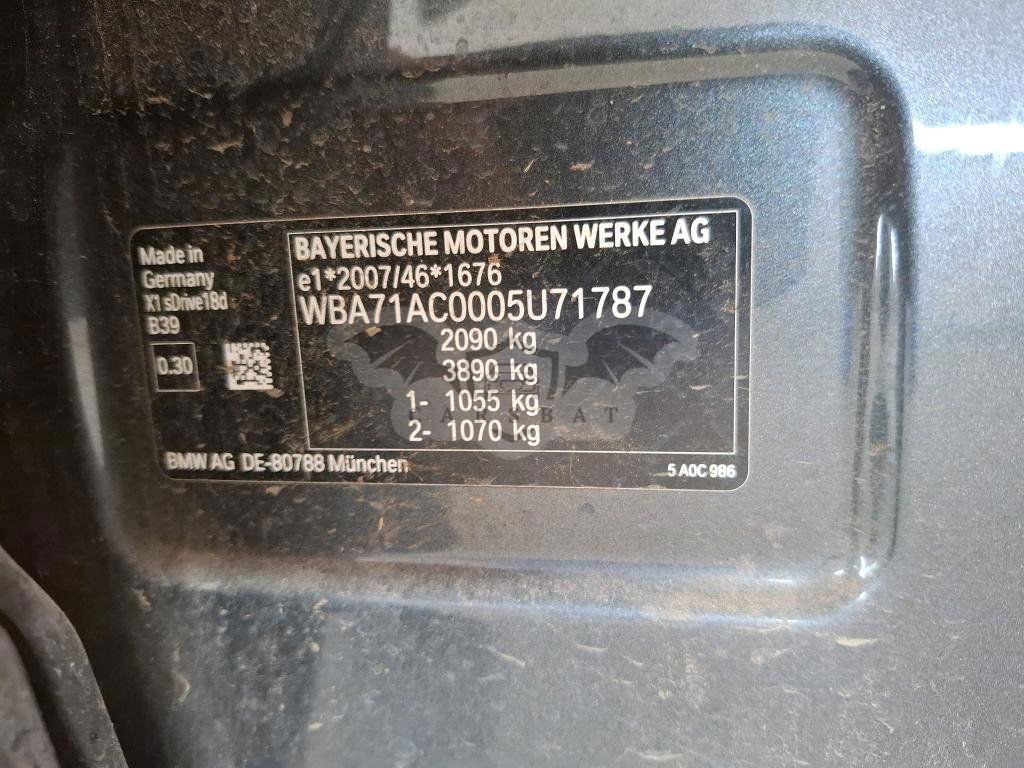 Made in
Germany
X1 sDrive18d
B39
0.30
BAYERISCHE MOTOREN WERKE AG
e1*2007/46*1676
WBA71AC0005U71787
2090 kg
3890 kg
1- 1055 kg
2- 1070 kg
CARSBAT
BMW AG DE-80788 München
5 A0C 986